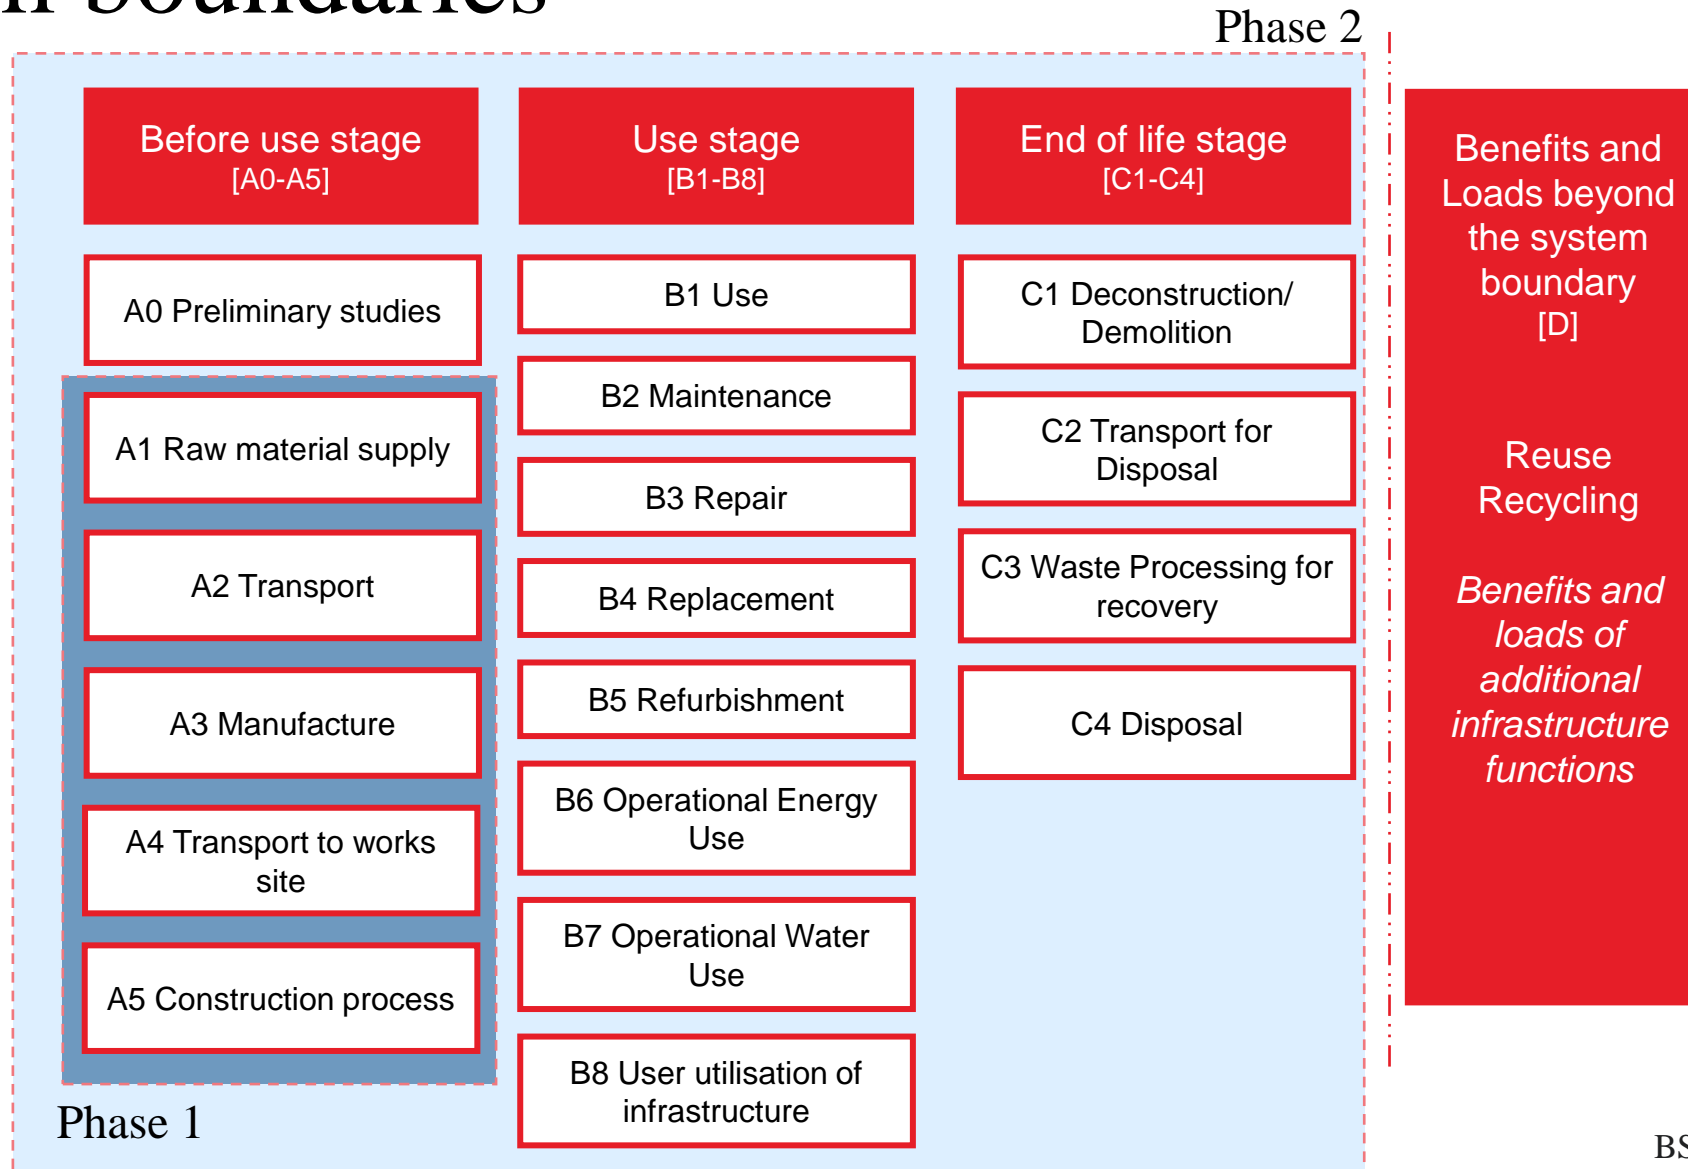 boundaries
Phase 2
Before use stage
[A0-A5]
A0 Preliminary studies
A1 Raw material supply
A2 Transport
A3 Manufacture
A4 Transport to works
site
A5 Construction process
Phase 1
Use stage
[B1-B8]
B1 Use
B2 Maintenance
B3 Repair
B4 Replacement
B5 Refurbishment
B6 Operational Energy
Use
B7 Operational Water
Use
B8 User utilisation of
infrastructure
End of life stage
[C1-C4]
C1 Deconstruction/
Demolition
C2 Transport for
Disposal
C3 Waste Processing for
recovery
C4 Disposal
Benefits and
Loads beyond
the system
boundary
[D]
Reuse
Recycling
Benefits and
loads of
additional
infrastructure
functions
BS